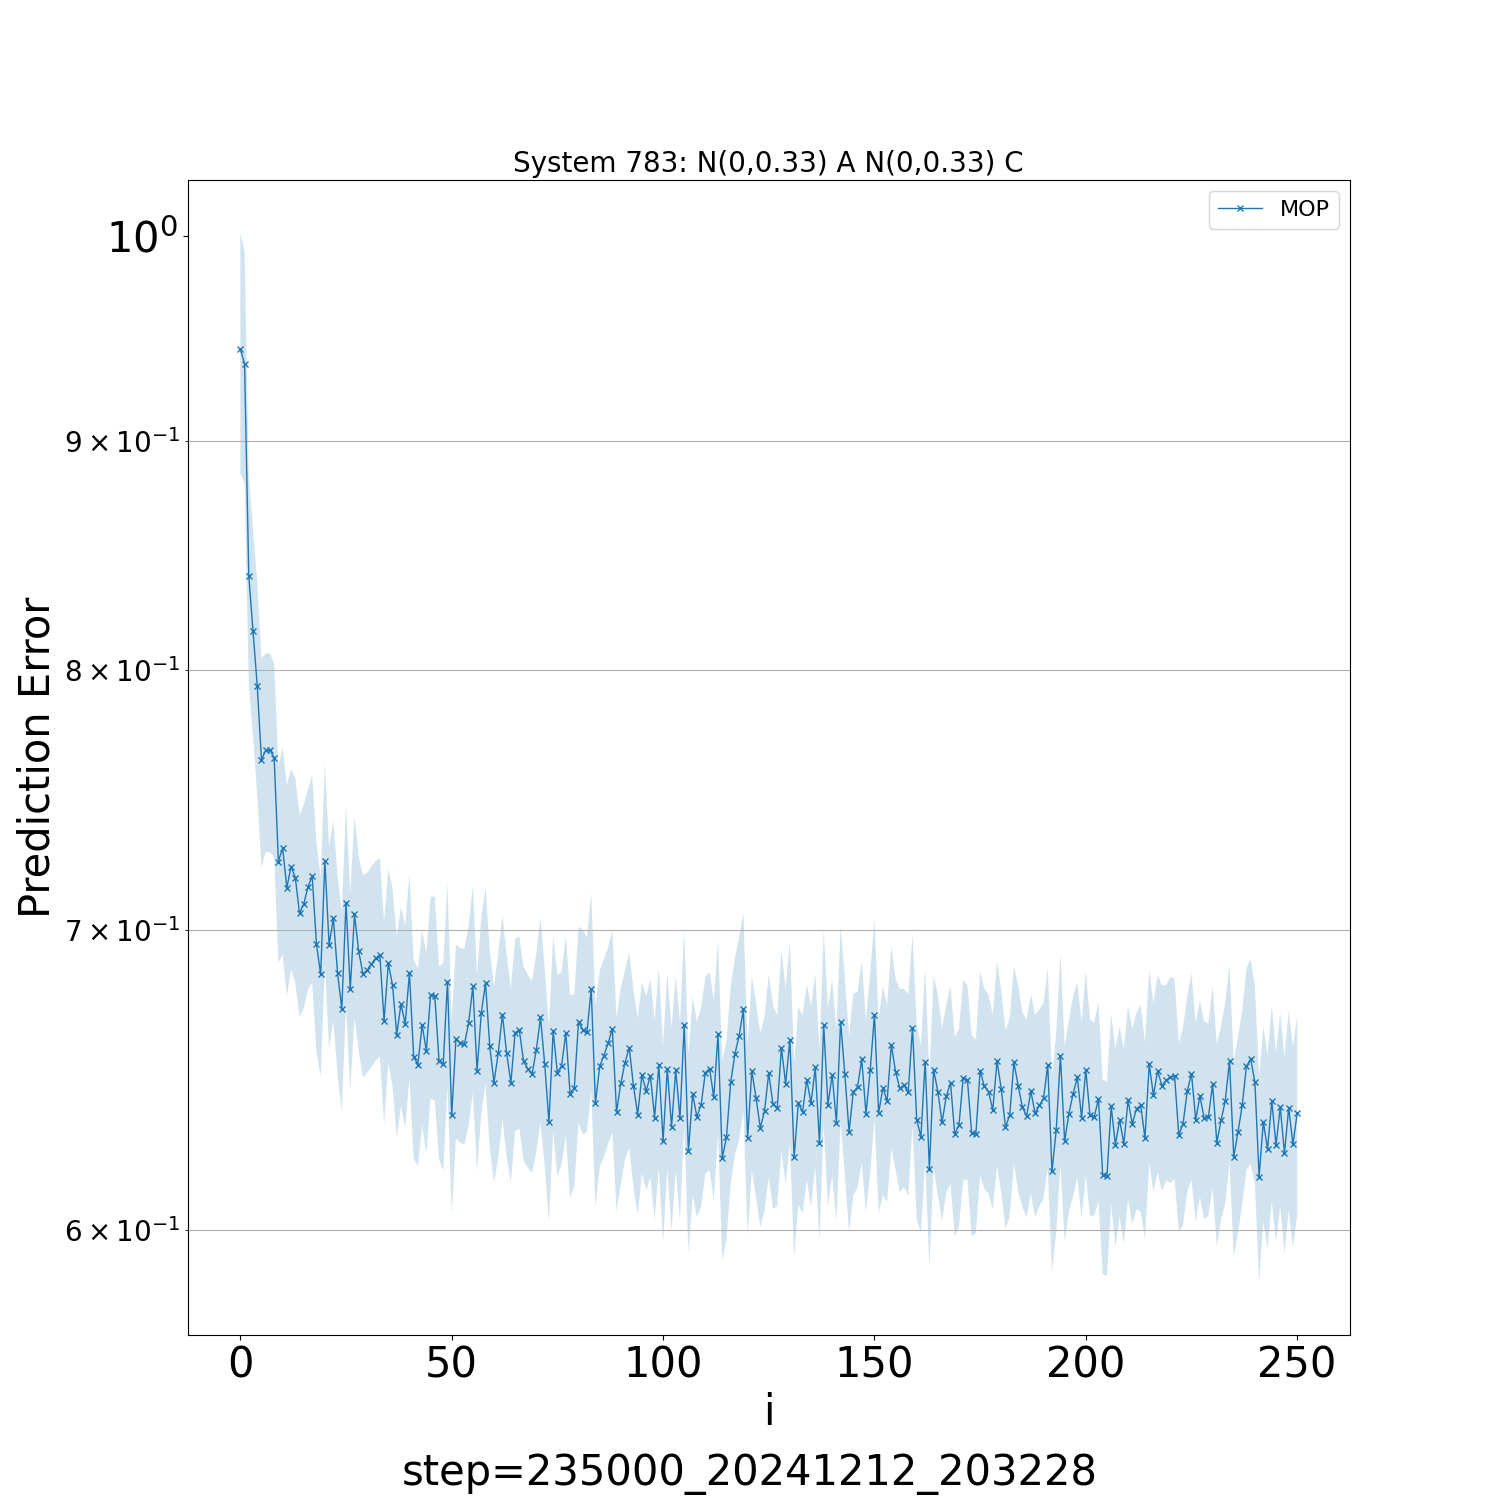 System 783: N(0,0.33) A N(0,0.33) C
MOP
10⁰
9 × 10⁻¹
8 × 10⁻¹
7 × 10⁻¹
6 × 10⁻¹
Prediction Error
0 50 100 150 200 250
i
step=235000_20241212_203228